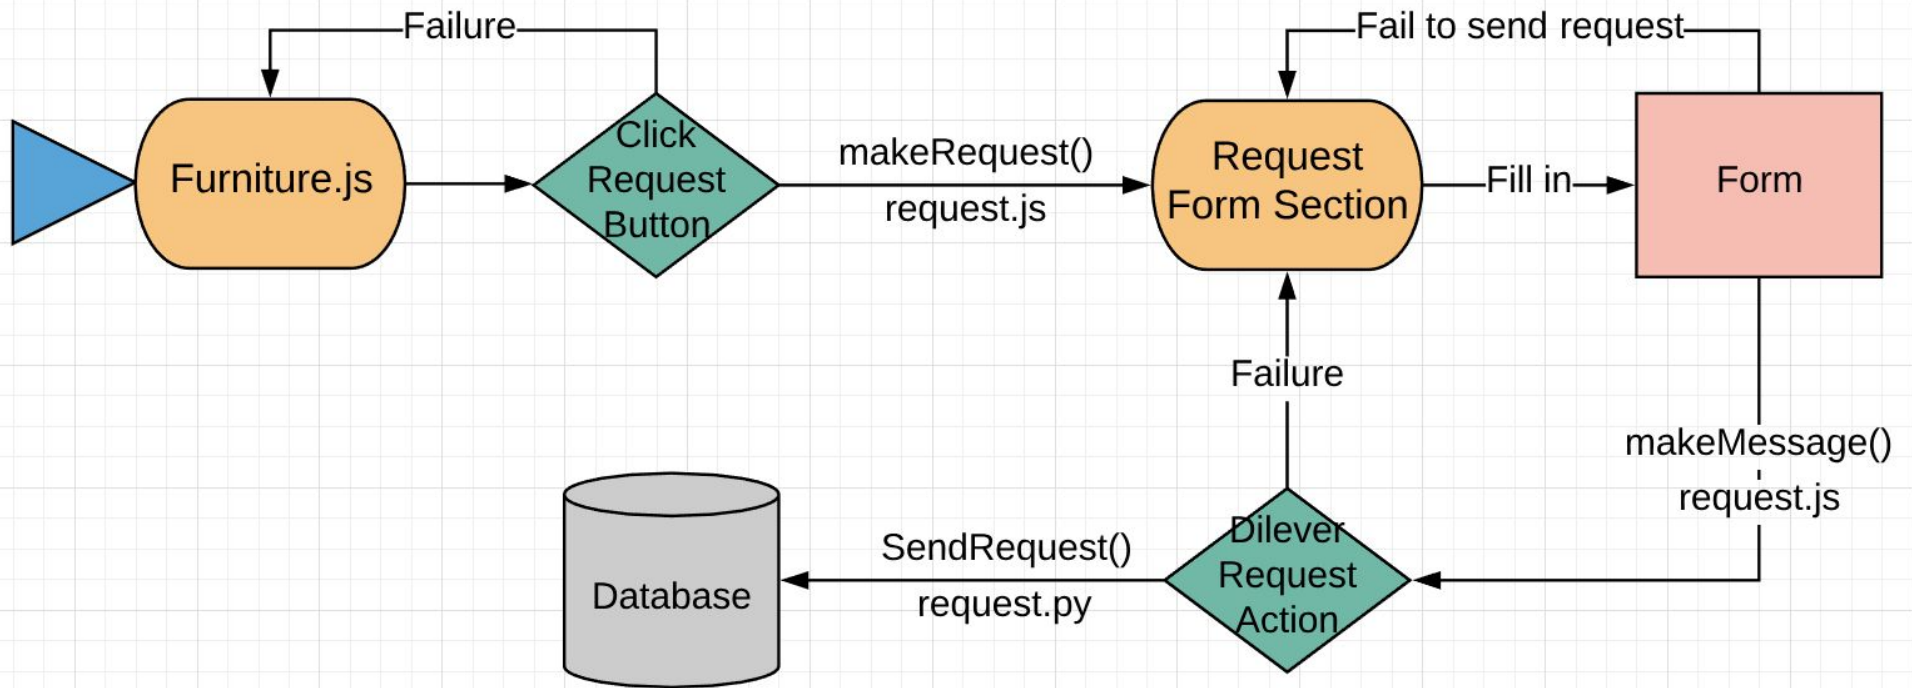 Failure
Fail to send request
Furniture.js
Click
Request
Button
makeRequest()
request.js
Request
Form Section
Fill in
Form
Failure
makeMessage()
request.js
Dilever
Request
Action
SendRequest()
request.py
Database